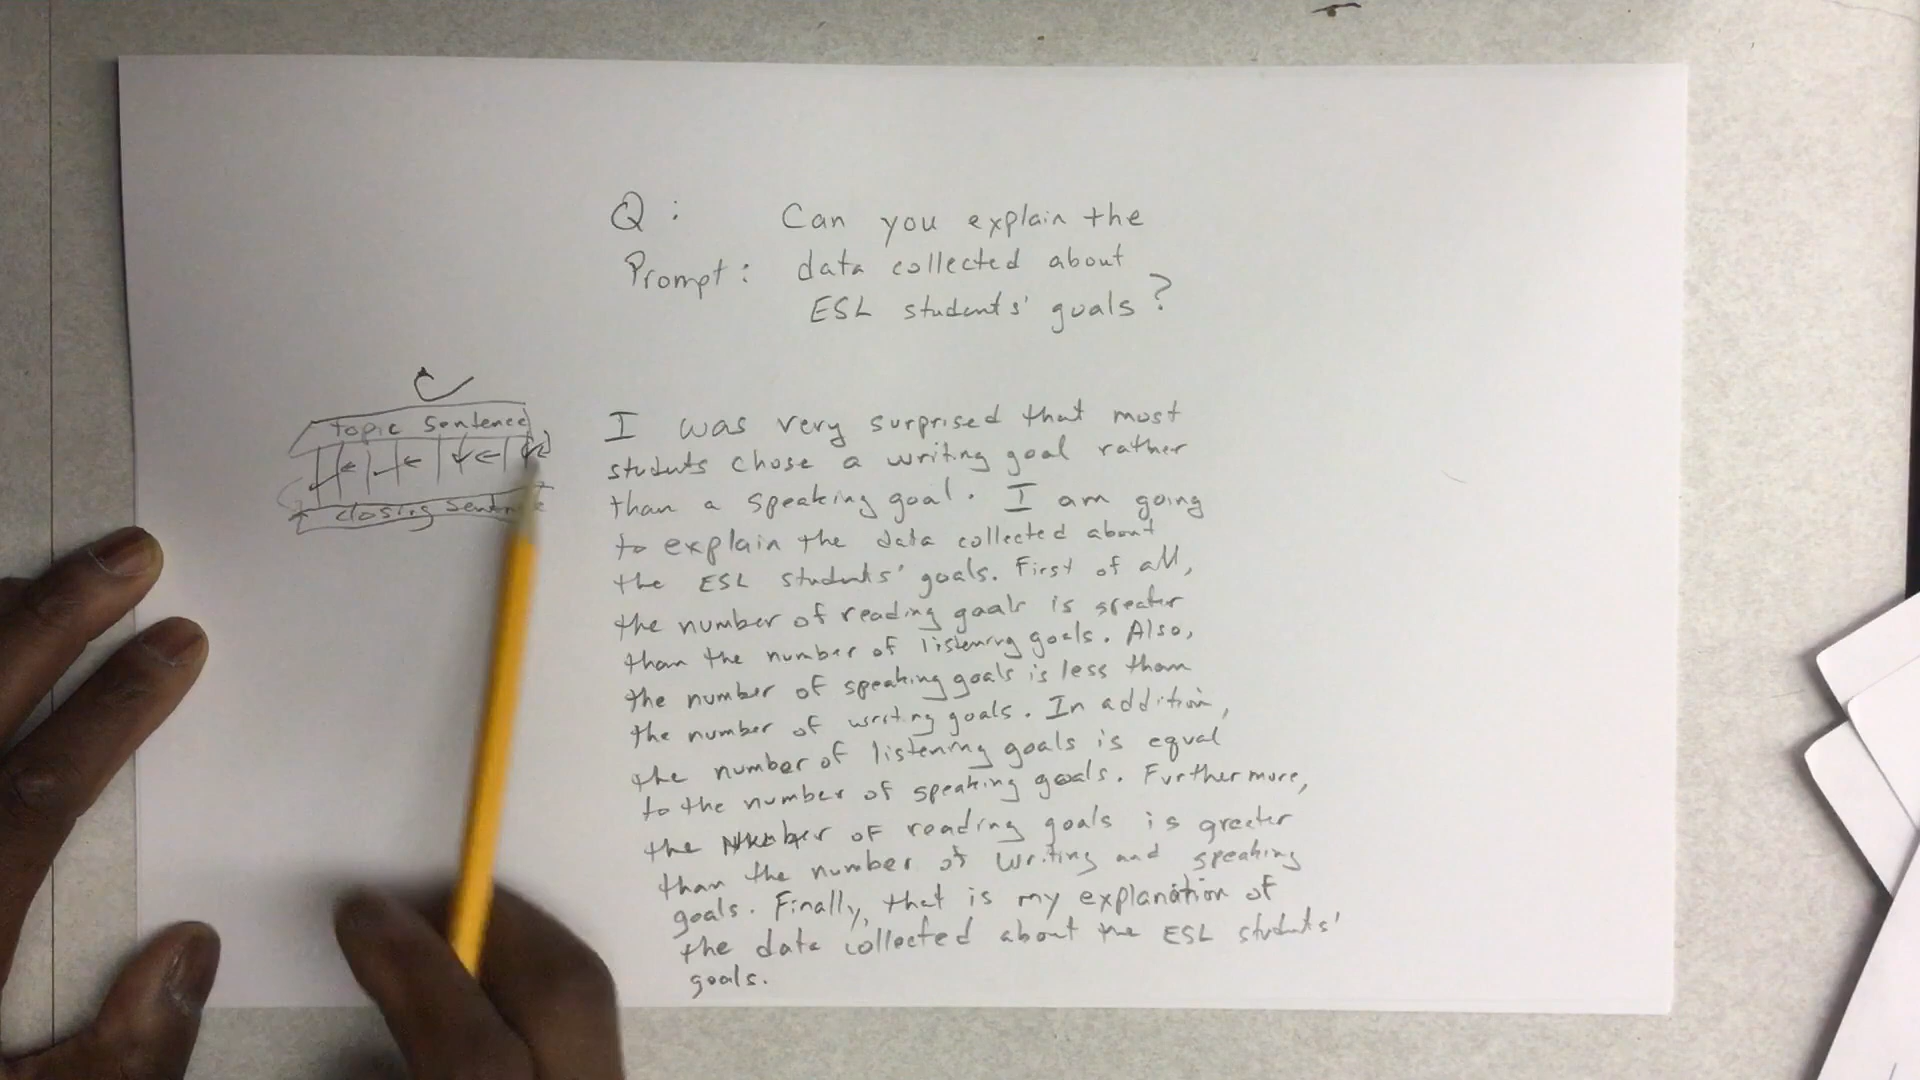 Q: Can you explain the
Prompt: data collected about
ESL students' goals?
topic sentence
closing
I was very surprised that most
students chose a writing goal rather
than a speaking goal. I am going
to explain the data collected about
the ESL students' goals. First of all,
the number of reading goals is greater
than the number of listening goals. Also,
the number of speaking goals is less than
the number of writing goals. In addition,
the number of listening goals is equal
to the number of speaking goals. Furthermore,
the number of reading goals is greater
than the number of writing and speaking
goals. Finally, that is my explanation of
the data collected about the ESL students'
goals.